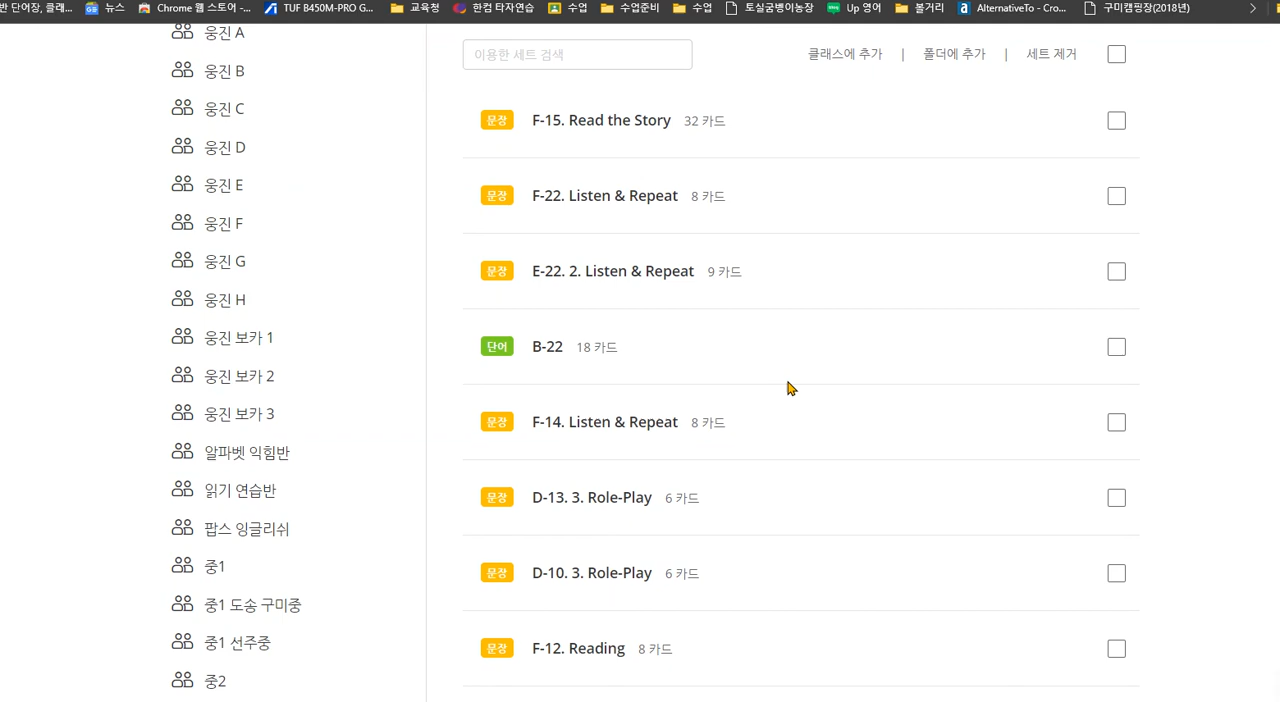 반 단어장, 클래... 뉴스 Chrome 웹 스토어 -... TUF B450M-PRO G... 교육청 한컴 타자연습 수업 수업준비 수업 토실굼벵이농장 Up 영어 볼거리 AlternativeTo - Cro... 구미캠핑장(2018년)
웅진 A
웅진 B
웅진 C
웅진 D
웅진 E
웅진 F
웅진 G
웅진 H
웅진 보카 1
웅진 보카 2
웅진 보카 3
알파벳 익힘반
읽기 연습반
팝스 잉글리쉬
중1
중1 도송 구미중
중1 선주중
중2
이용한 세트 검색
클래스에 추가 | 폴더에 추가 | 세트 제거
문장 F-15. Read the Story 32 카드
문장 F-22. Listen & Repeat 8 카드
문장 E-22. 2. Listen & Repeat 9 카드
단어 B-22 18 카드
문장 F-14. Listen & Repeat 8 카드
문장 D-13. 3. Role-Play 6 카드
문장 D-10. 3. Role-Play 6 카드
문장 F-12. Reading 8 카드